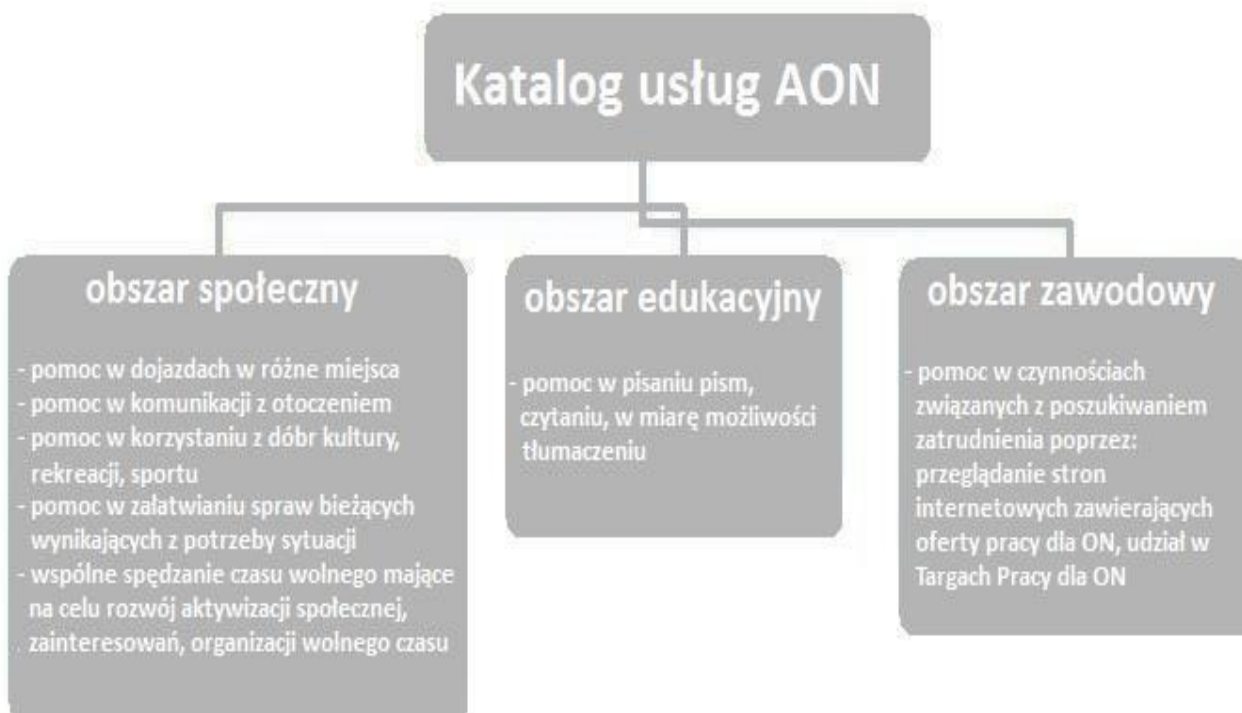 Katalog usług AON
obszar społeczny
- pomoc w dojazdach w różne miejsca
- pomoc w komunikacji z otoczeniem
- pomoc w korzystaniu z dóbr kultury,
rekreacji, sportu
- pomoc w załatwianiu spraw bieżących
wynikających z potrzeby sytuacji
- wspólne spędzanie czasu wolnego mające
na celu rozwój aktywizacji społecznej,
zainteresowań, organizacji wolnego czasu
obszar edukacyjny
- pomoc w pisaniu pism,
czytaniu, w miarę możliwości
tłumaczeniu
obszar zawodowy
- pomoc w czynnościach
związanych z poszukiwaniem
zatrudnienia poprzez:
przeglądanie stron
internetowych zawierających
oferty pracy dla ON, udział w
Targach Pracy dla ON